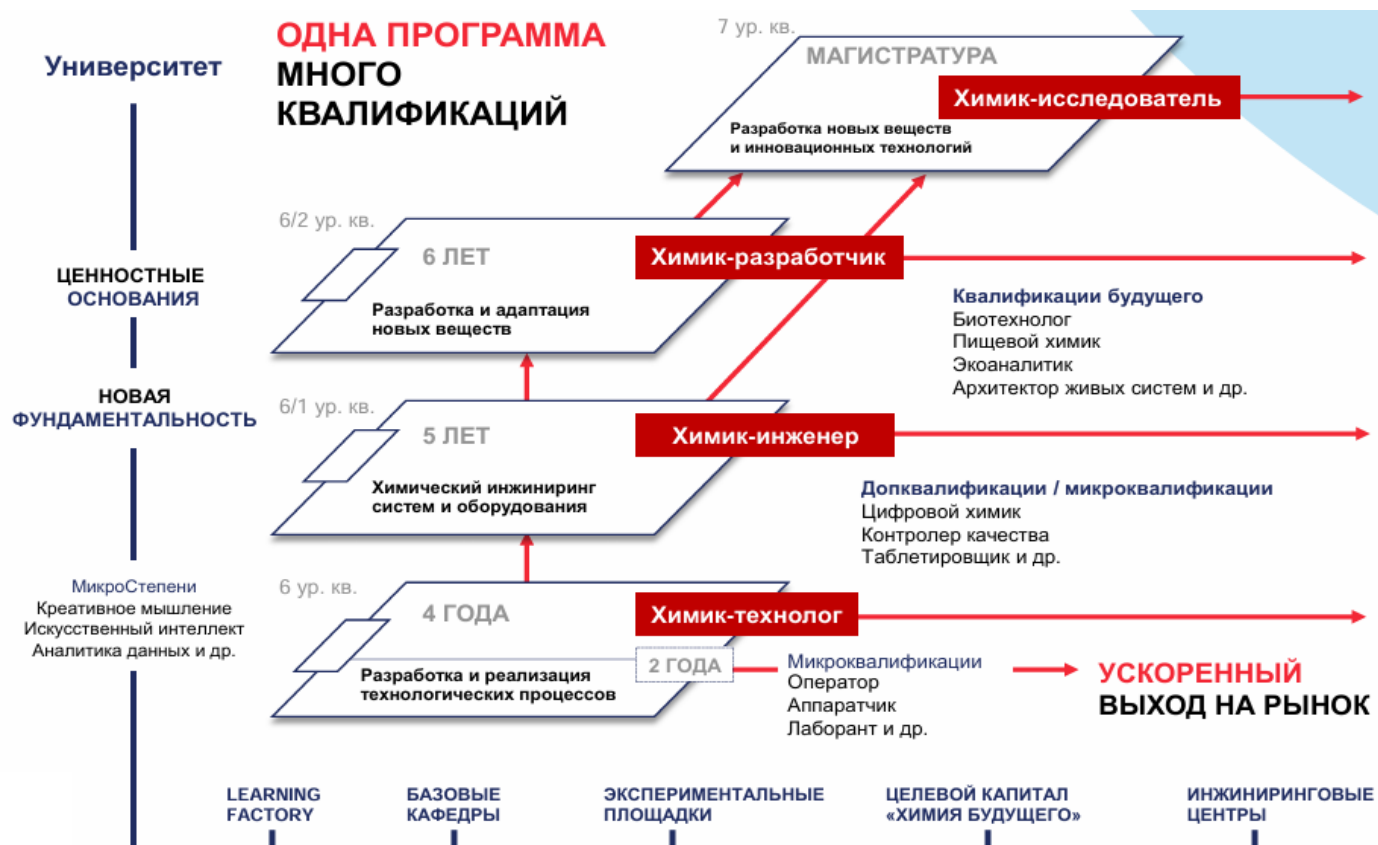 Университет
ЦЕННОСТНЫЕ
ОСНОВАНИЯ
НОВАЯ
ФУНДАМЕНТАЛЬНОСТЬ
МикроСтепени
Креативное мышление
Искусственный интеллект
Аналитика данных и др.
ОДНА ПРОГРАММА
МНОГО
КВАЛИФИКАЦИЙ
7 ур. кв.
МАГИСТРАТУРА
Химик-исследователь
Разработка новых веществ
и инновационных технологий
6/2 ур. кв.
6 ЛЕТ
Химик-разработчик
Разработка и адаптация
новых веществ
Квалификации будущего
Биотехнолог
Пищевой химик
Экоаналитик
Архитектор живых систем и др.
6/1 ур. кв.
5 ЛЕТ
Химик-инженер
Химический инжиниринг
систем и оборудования
Допквалификации / микроквалификации
Цифровой химик
Контролер качества
Таблетировщик и др.
6 ур. кв.
4 ГОДА
Химик-технолог
Разработка и реализация
технологических процессов
2 ГОДА
Микроквалификации
Оператор
Аппаратчик
Лаборант и др.
УСКОРЕННЫЙ
ВЫХОД НА РЫНОК
LEARNING
FACTORY
БАЗОВЫЕ
КАФЕДРЫ
ЭКСПЕРИМЕНТАЛЬНЫЕ
ПЛОЩАДКИ
ЦЕЛЕВОЙ КАПИТАЛ
«ХИМИЯ БУДУЩЕГО»
ИНЖИНИРИНГОВЫЕ
ЦЕНТРЫ